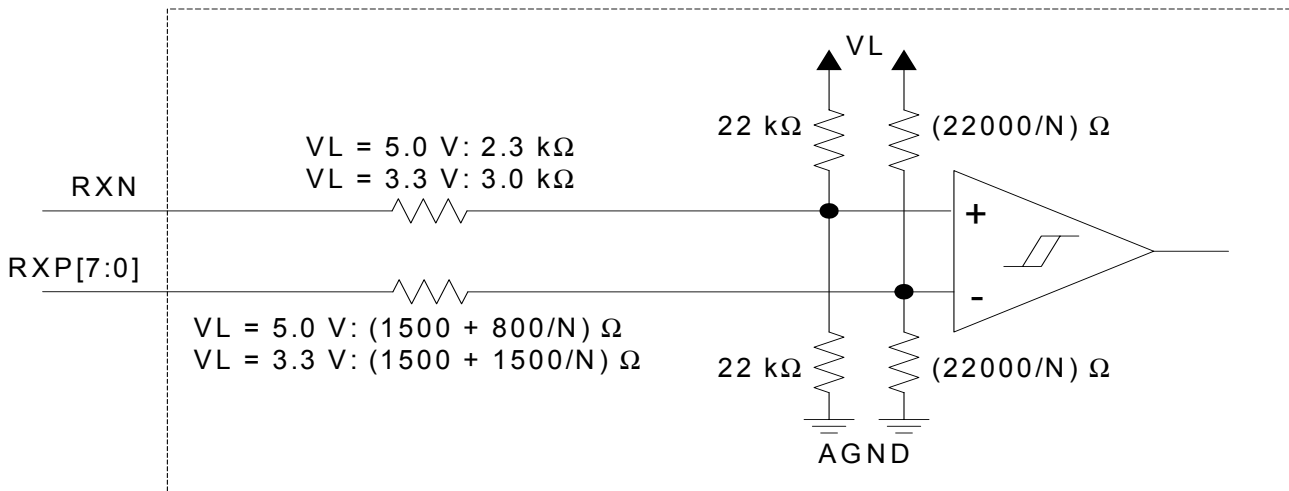 VL
22 kΩ
(22000/N) Ω
VL = 5.0 V: 2.3 kΩ
VL = 3.3 V: 3.0 kΩ
RXN
+
RXP[7:0]
-
VL = 5.0 V: (1500 + 800/N) Ω
VL = 3.3 V: (1500 + 1500/N) Ω
22 kΩ
(22000/N) Ω
AGND